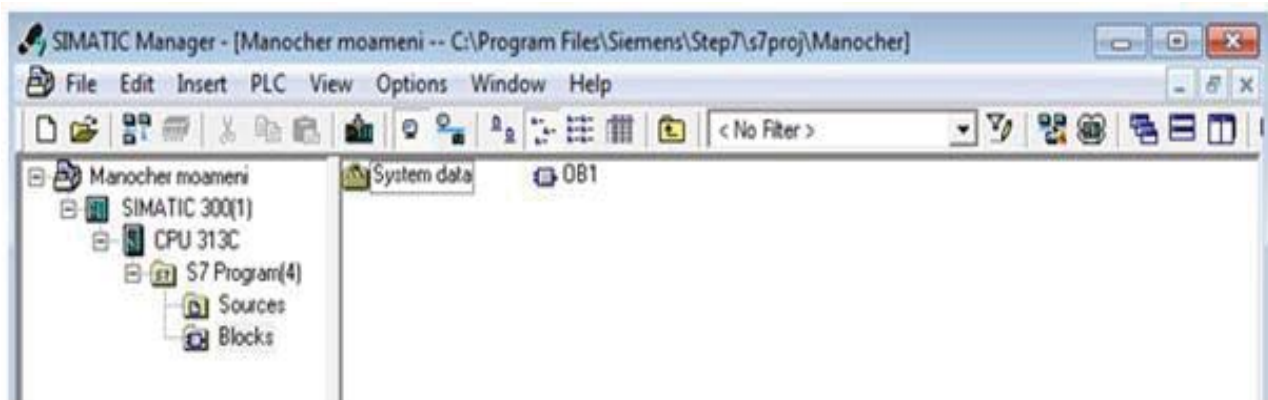 SIMATIC Manager - [Manocher moameni -- C:\Program Files\Siemens\Step7\s7proj\Manocher]
File Edit Insert PLC View Options Window Help
< No Filter >
Manocher moameni
SIMATIC 300(1)
CPU 313C
S7 Program(4)
Sources
Blocks
System data OB1